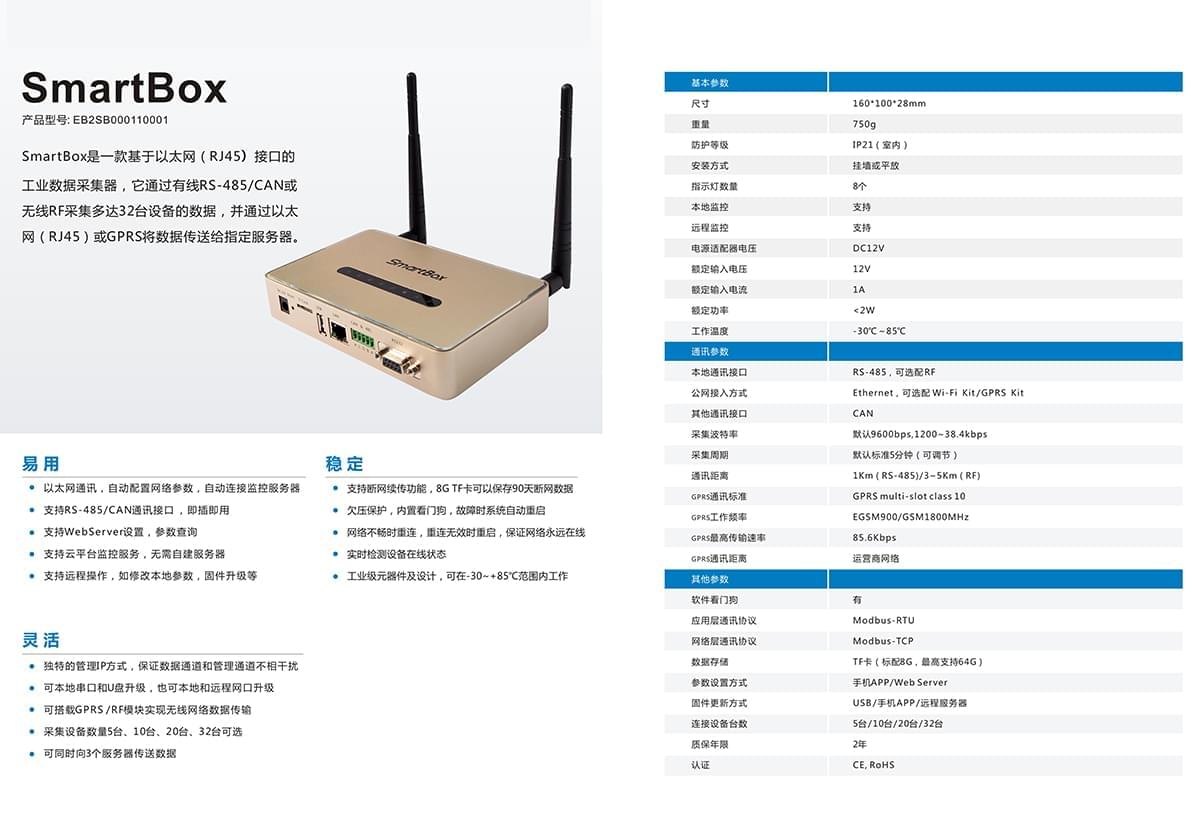 SmartBox
产品型号: EB2SB000110001
SmartBox是一款基于以太网（RJ45）接口的
工业数据采集器，它通过有线RS-485/CAN或
无线RF采集多达32台设备的数据，并通过以太
网（RJ45）或GPRS将数据传送给指定服务器。
SmartBox
易用
以太网通讯，自动配置网络参数，自动连接监控服务器
支持RS-485/CAN通讯接口，即插即用
支持WebServer设置，参数查询
支持云平台监控服务，无需自建服务器
支持远程操作，如修改本地参数，固件升级等
稳定
支持断网续传功能，8G TF卡可以保存90天断网数据
欠压保护，内置看门狗，故障时系统自动重启
网络不畅时重连，重连无效时重启，保证网络永远在线
实时检测设备在线状态
工业级元器件及设计，可在-30~+85℃范围内工作
灵活
独特的管理IP方式，保证数据通道和管理通道不相干扰
可本地串口和U盘升级，也可本地和远程网口升级
可搭载GPRS /RF模块实现无线网络数据传输
采集设备数量5台、10台、20台、32台可选
可同时向3个服务器传送数据
基本参数
尺寸 160*100*28mm
重量 750g
防护等级 IP21（室内）
安装方式 挂墙或平放
指示灯数量 8个
本地监控 支持
远程监控 支持
电源适配器电压 DC12V
额定输入电压 12V
额定输入电流 1A
额定功率 <2W
工作温度 -30℃~85℃
通讯参数
本地通讯接口 RS-485，可选配RF
公网接入方式 Ethernet，可选配 Wi-Fi Kit/GPRS Kit
其他通讯接口 CAN
采集波特率 默认9600bps,1200~38.4kbps
采集周期 默认标准5分钟（可调节）
通讯距离 1Km（RS-485)/3~5Km（RF)
GPRS通讯标准 GPRS multi-slot class 10
GPRS工作频率 EGSM900/GSM1800MHz
GPRS最高传输速率 85.6Kbps
GPRS通讯距离 运营商网络
其他参数
软件看门狗 有
应用层通讯协议 Modbus-RTU
网络层通讯协议 Modbus-TCP
数据存储 TF卡（标配8G，最高支持64G）
参数设置方式 手机APP/Web Server
固件更新方式 USB/手机APP/远程服务器
连接设备台数 5台/10台/20台/32台
质保年限 2年
认证 CE, RoHS